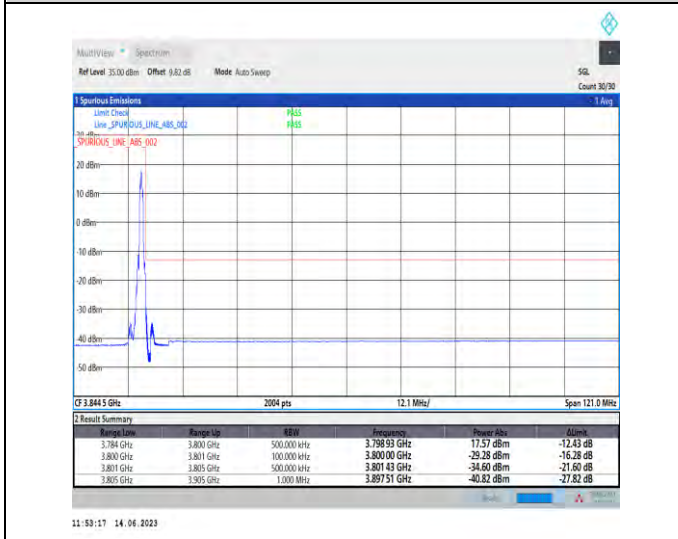 MultiView Spectrum
Ref Level 35.00 dBm Offset 9.82 dB Mode Auto Sweep SGL
Count 30/30
1 Spurious Emissions 1 Avg
Limit Check PASS
Line _SPURIOUS_LINE_ABS_002 PASS
30 dBm
_SPURIOUS_LINE_ABS_002
20 dBm
10 dBm
0 dBm
-10 dBm
-20 dBm
-30 dBm
-40 dBm
-50 dBm
CF 3.844 5 GHz 2004 pts 12.1 MHz/ Span 121.0 MHz
2 Result Summary
Range Low Range Up RBW Frequency Power Abs ΔLimit
3.784 GHz 3.800 GHz 500.000 kHz 3.798 93 GHz 17.57 dBm -12.43 dB
3.800 GHz 3.801 GHz 100.000 kHz 3.800 00 GHz -29.28 dBm -16.28 dB
3.801 GHz 3.805 GHz 500.000 kHz 3.801 43 GHz -34.60 dBm -21.60 dB
3.805 GHz 3.905 GHz 1.000 MHz 3.897 51 GHz -40.82 dBm -27.82 dB
11:53:17 14.06.2023